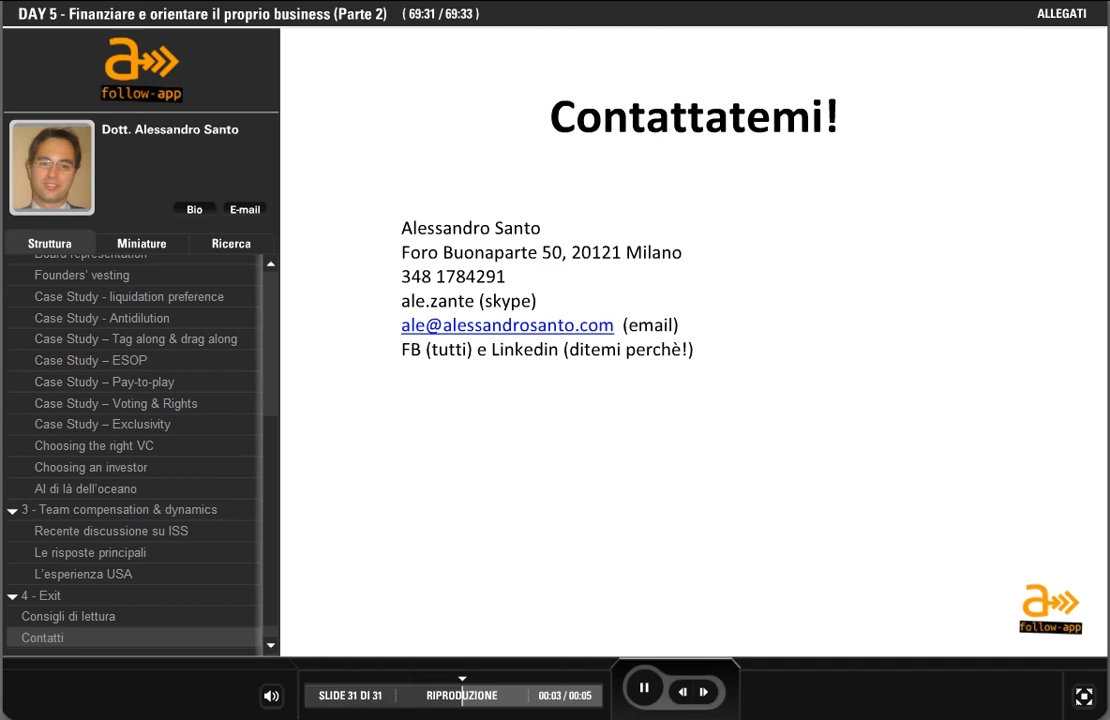 DAY 5 - Finanziare e orientare il proprio business (Parte 2) ( 69:31 / 69:33 )
ALLEGATI
a
follow-app
Dott. Alessandro Santo
Bio
E-mail
Struttura
Miniature
Ricerca
Board representation
Founders' vesting
Case Study - liquidation preference
Case Study - Antidilution
Case Study – Tag along & drag along
Case Study – ESOP
Case Study – Pay-to-play
Case Study – Voting & Rights
Case Study – Exclusivity
Choosing the right VC
Choosing an investor
Al di là dell'oceano
3 - Team compensation & dynamics
Recente discussione su ISS
Le risposte principali
L'esperienza USA
4 - Exit
Consigli di lettura
Contatti
Contattatemi!
Alessandro Santo
Foro Buonaparte 50, 20121 Milano
348 1784291
ale.zante (skype)
ale@alessandrosanto.com (email)
FB (tutti) e Linkedin (ditemi perchè!)
a
follow-app
SLIDE 31 DI 31
RIPRODUZIONE
00:03 / 00:05